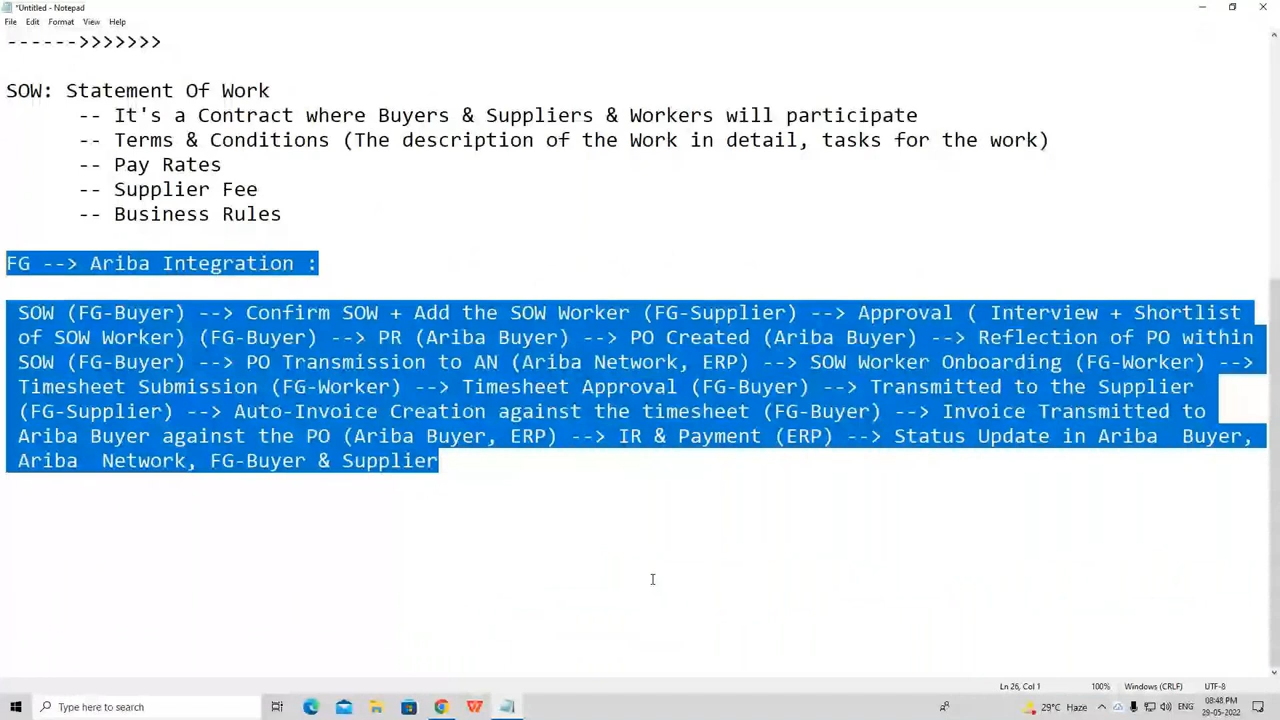 *Untitled - Notepad
File Edit Format View Help
------>>>>>>>
SOW: Statement Of Work
-- It's a Contract where Buyers & Suppliers & Workers will participate
-- Terms & Conditions (The description of the Work in detail, tasks for the work)
-- Pay Rates
-- Supplier Fee
-- Business Rules
FG --> Ariba Integration :
SOW (FG-Buyer) --> Confirm SOW + Add the SOW Worker (FG-Supplier) --> Approval ( Interview + Shortlist
of SOW Worker) (FG-Buyer) --> PR (Ariba Buyer) --> PO Created (Ariba Buyer) --> Reflection of PO within
SOW (FG-Buyer) --> PO Transmission to AN (Ariba Network, ERP) --> SOW Worker Onboarding (FG-Worker) -->
Timesheet Submission (FG-Worker) --> Timesheet Approval (FG-Buyer) --> Transmitted to the Supplier
(FG-Supplier) --> Auto-Invoice Creation against the timesheet (FG-Buyer) --> Invoice Transmitted to
Ariba Buyer against the PO (Ariba Buyer, ERP) --> IR & Payment (ERP) --> Status Update in Ariba  Buyer,
Ariba  Network, FG-Buyer & Supplier
Ln 26, Col 1 100% Windows (CRLF) UTF-8
Type here to search 29°C Haze ENG 08:48 PM
29-05-2022